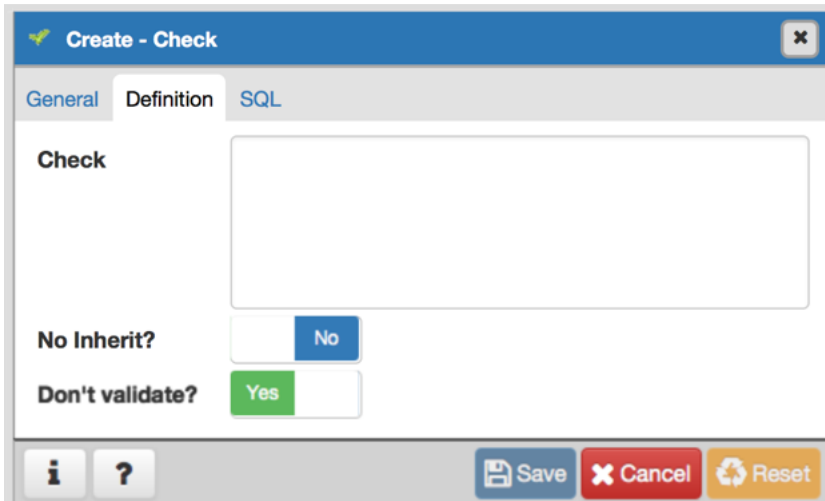 Create - Check
General Definition SQL
Check
No Inherit? No
Don't validate? Yes
i ? Save Cancel Reset